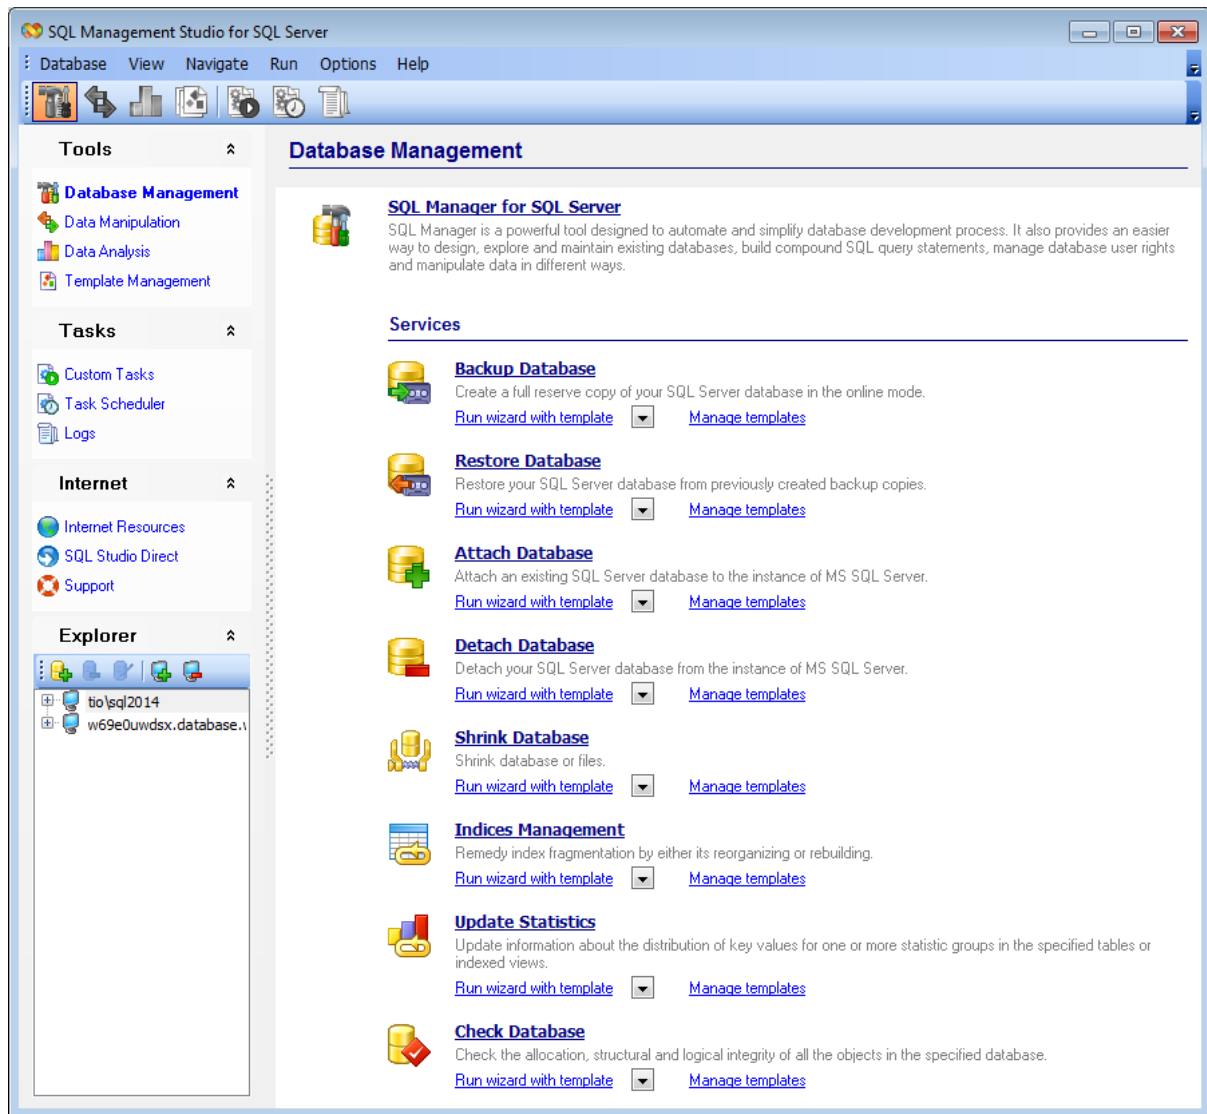 SQL Management Studio for SQL Server
Database View Navigate Run Options Help
Tools
Database Management
Data Manipulation
Data Analysis
Template Management
Tasks
Custom Tasks
Task Scheduler
Logs
Internet
Internet Resources
SQL Studio Direct
Support
Explorer
tio\sql2014
w69e0uwdsx.database.
Database Management
SQL Manager for SQL Server
SQL Manager is a powerful tool designed to automate and simplify database development process. It also provides an easier
way to design, explore and maintain existing databases, build compound SQL query statements, manage database user rights
and manipulate data in different ways.
Services
Backup Database
Create a full reserve copy of your SQL Server database in the online mode.
Run wizard with template Manage templates
Restore Database
Restore your SQL Server database from previously created backup copies.
Run wizard with template Manage templates
Attach Database
Attach an existing SQL Server database to the instance of MS SQL Server.
Run wizard with template Manage templates
Detach Database
Detach your SQL Server database from the instance of MS SQL Server.
Run wizard with template Manage templates
Shrink Database
Shrink database or files.
Run wizard with template Manage templates
Indices Management
Remedy index fragmentation by either its reorganizing or rebuilding.
Run wizard with template Manage templates
Update Statistics
Update information about the distribution of key values for one or more statistic groups in the specified tables or
indexed views.
Run wizard with template Manage templates
Check Database
Check the allocation, structural and logical integrity of all the objects in the specified database.
Run wizard with template Manage templates